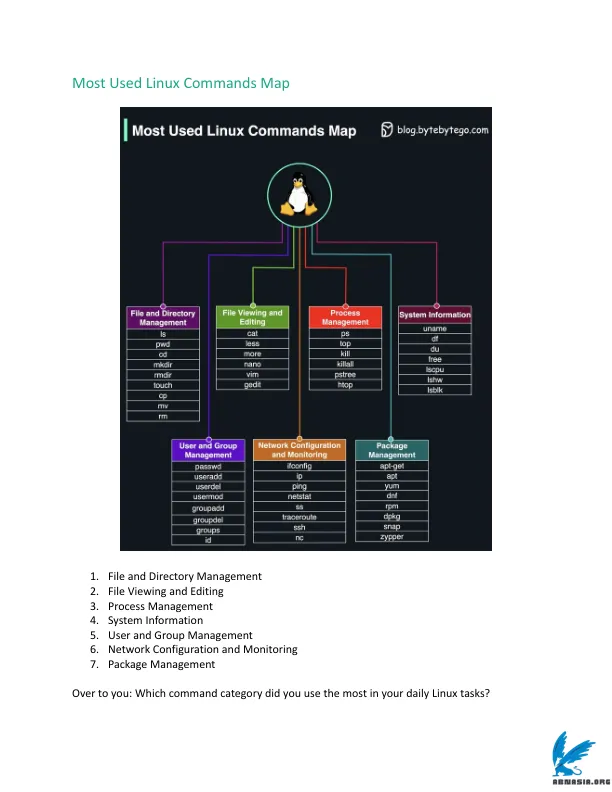 Most Used Linux Commands Map
Most Used Linux Commands Map
blog.bytebytego.com
File and Directory
Management
ls
pwd
cd
mkdir
rmdir
touch
cp
mv
rm
File Viewing and
Editing
cat
less
more
nano
vim
gedit
Process
Management
ps
top
kill
killall
pstree
htop
System Information
uname
df
du
free
lscpu
lshw
lsblk
User and Group
Management
passwd
useradd
userdel
usermod
groupadd
groupdel
groups
id
Network Configuration
and Monitoring
ifconfig
ip
ping
netstat
ss
traceroute
ssh
nc
Package
Management
apt-get
apt
yum
dnf
rpm
dpkg
snap
zypper
1. File and Directory Management
2. File Viewing and Editing
3. Process Management
4. System Information
5. User and Group Management
6. Network Configuration and Monitoring
7. Package Management
Over to you: Which command category did you use the most in your daily Linux tasks?
ABNASIA.ORG